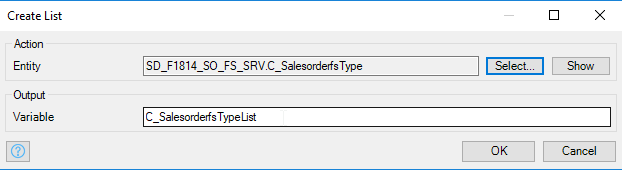 Create List
Action
Entity SD_F1814_SO_FS_SRV.C_SalesorderfsType Select... Show
Output
Variable C_SalesorderfsTypeList
? OK Cancel